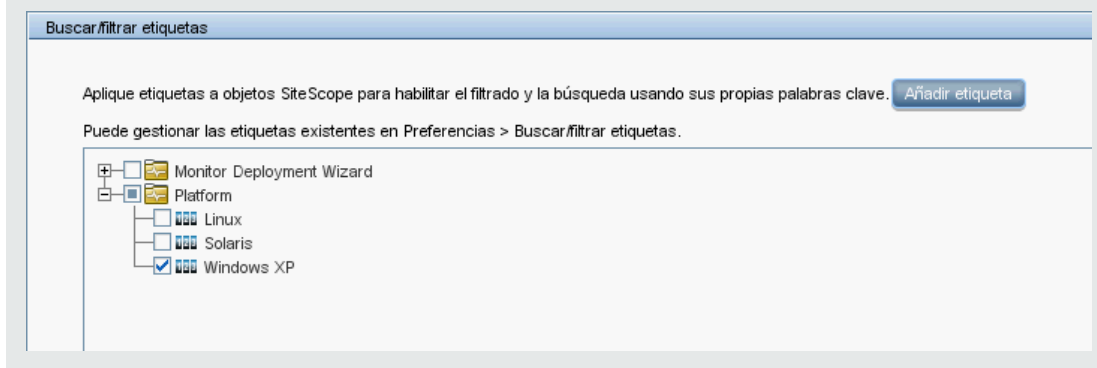 Buscar/filtrar etiquetas
Aplique etiquetas a objetos SiteScope para habilitar el filtrado y la búsqueda usando sus propias palabras clave. Añadir etiqueta
Puede gestionar las etiquetas existentes en Preferencias > Buscar/filtrar etiquetas.
Monitor Deployment Wizard
Platform
Linux
Solaris
Windows XP